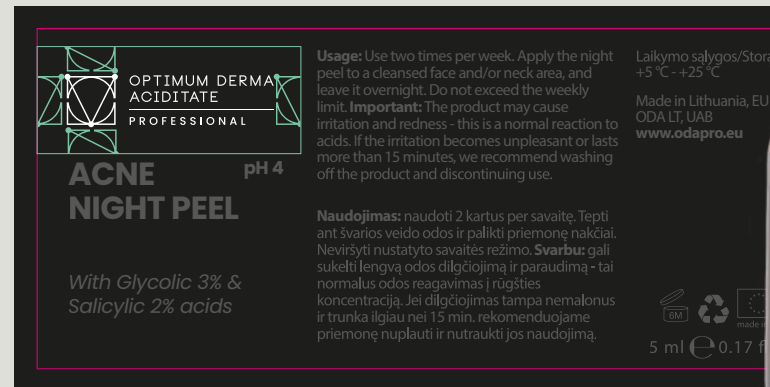 OPTIMUM DERMA
ACIDITATE
PROFESSIONAL
ACNE
NIGHT PEEL
pH 4
With Glycolic 3% &
Salicylic 2% acids
Usage: Use two times per week. Apply the night
peel to a cleansed face and/or neck area, and
leave it overnight. Do not exceed the weekly
limit. Important: The product may cause
irritation and redness - this is a normal reaction to
acids. If the irritation becomes unpleasant or lasts
more than 15 minutes, we recommend washing
off the product and discontinuing use.
Naudojimas: naudoti 2 kartus per savaitę. Tepti
ant švarios veido odos ir palikti priemonę nakčiai.
Neviršyti nustatyto savaitės režimo. Svarbu: gali
sukelti lengvą odos dilgčiojimą ir paraudimą - tai
normalus odos reagavimas į rūgšties
koncentraciją. Jei dilgčiojimas tampa nemalonus
ir trunka ilgiau nei 15 min. rekomenduojame
priemonę nuplauti ir nutraukti jos naudojimą.
Laikymo sąlygos/Stora
+5 °C - +25 °C
Made in Lithuania, EU
ODA LT, UAB
www.odapro.eu
6M
made in
5 ml ℮ 0.17 f